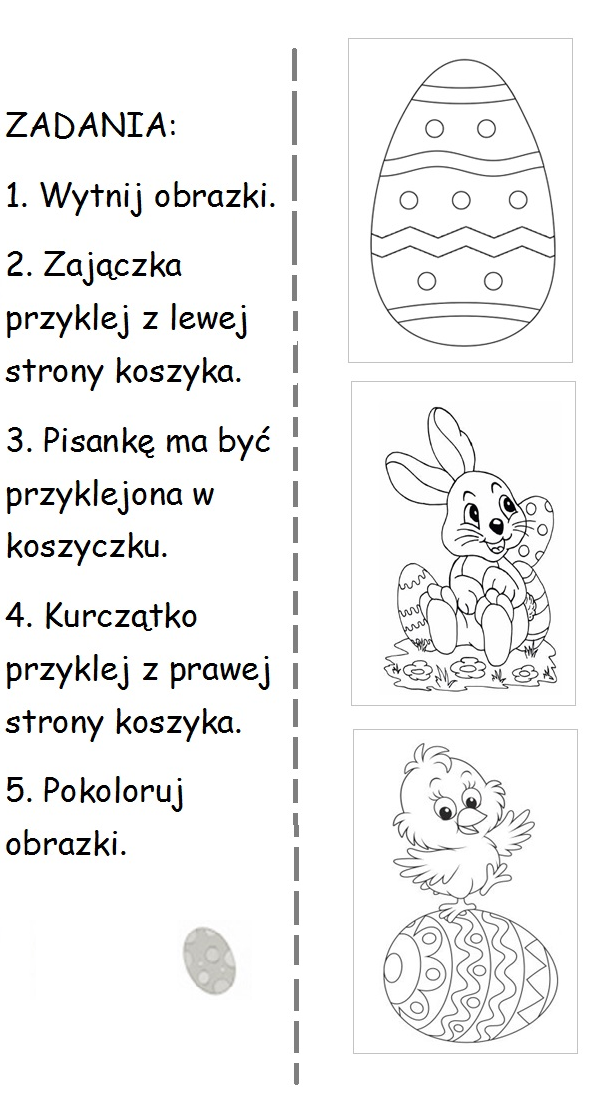 ZADANIA:
1. Wytnij obrazki.
2. Zajączka
przyklej z lewej
strony koszyka.
3. Pisankę ma być
przyklejona w
koszyczku.
4. Kurczątko
przyklej z prawej
strony koszyka.
5. Pokoloruj
obrazki.